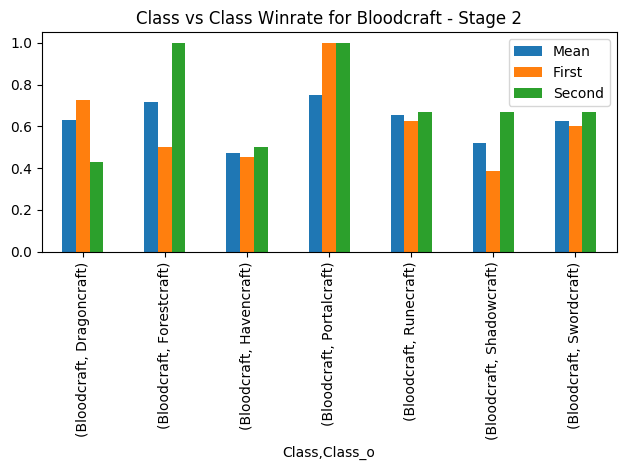 Class vs Class Winrate for Bloodcraft - Stage 2
1.0
0.8
0.6
0.4
0.2
0.0
Mean
First
Second
(Bloodcraft, Dragoncraft)
(Bloodcraft, Forestcraft)
(Bloodcraft, Havencraft)
(Bloodcraft, Portalcraft)
(Bloodcraft, Runecraft)
(Bloodcraft, Shadowcraft)
(Bloodcraft, Swordcraft)
Class,Class_o